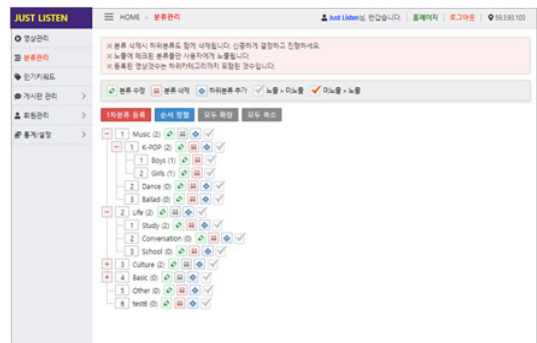 JUST LISTEN
HOME > 분류관리
Just Listen님, 반갑습니다. 홈페이지 로그아웃 59.3.93.103
영상관리
분류관리
인기키워드
게시판 관리
회원관리
통계/설정
※ 분류 삭제시 하위분류도 함께 삭제됩니다. 신중하게 결정하고 진행하세요.
※ 노출에 체크된 분류들만 사용자에게 노출됩니다.
※ 등록된 영상갯수는 하위카테고리까지 포함된 갯수입니다.
분류 수정 분류 삭제 하위분류 추가 노출 > 미노출 미노출 > 노출
1차분류 등록 순서 정렬 모두 확장 모두 축소
1 Music (2)
1 K-POP (2)
1 Boys (1)
2 Girls (1)
2 Dance (0)
3 Ballad (0)
2 Life (2)
1 Study (2)
2 Conversation (0)
3 School (0)
3 Culture (2)
4 Basic (0)
5 Other (0)
6 test6 (0)